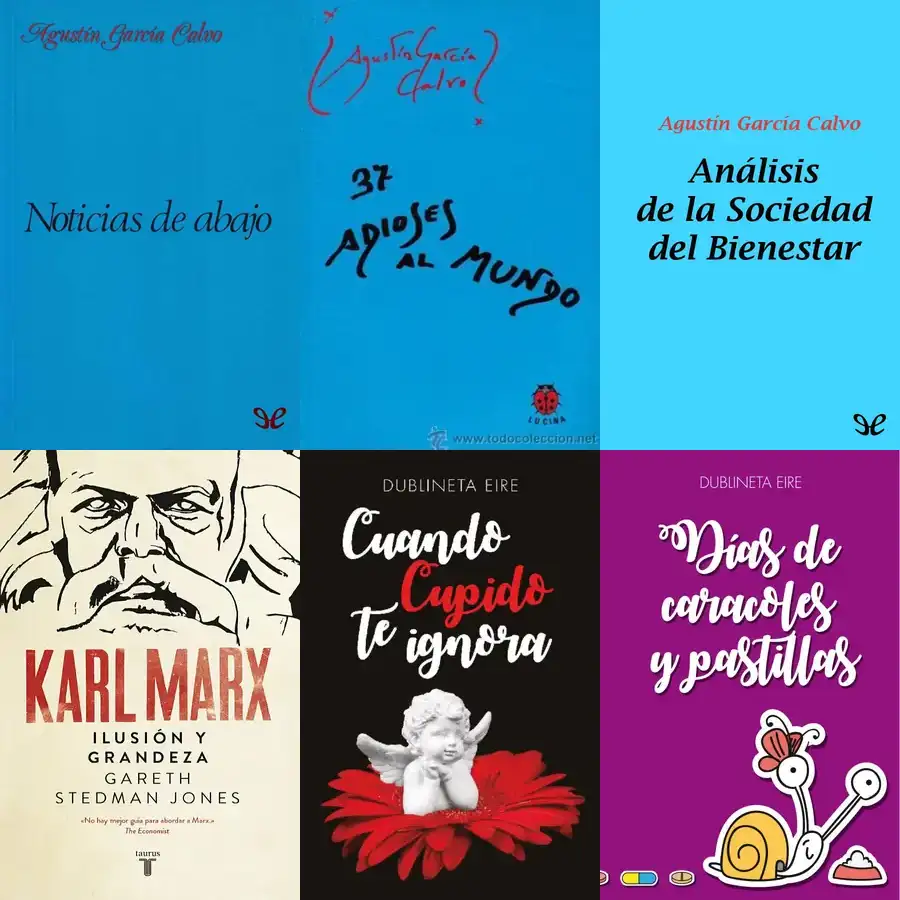 Agustín García Calvo
Noticias de abajo
(Agustín García
Calvo)
37
ADIOSES
AL MUNDO
LUCINA
www.todocoleccion.net
Agustín García Calvo
Análisis
de la Sociedad
del Bienestar
KARL MARX
ILUSIÓN Y
GRANDEZA
GARETH
STEDMAN JONES
«No hay mejor guía para abordar a Marx.»
The Economist
taurus
T
DUBLINETA EIRE
Cuando
Cupido
Te ignora
DUBLINETA EIRE
Días de
caracoles
y pastillas